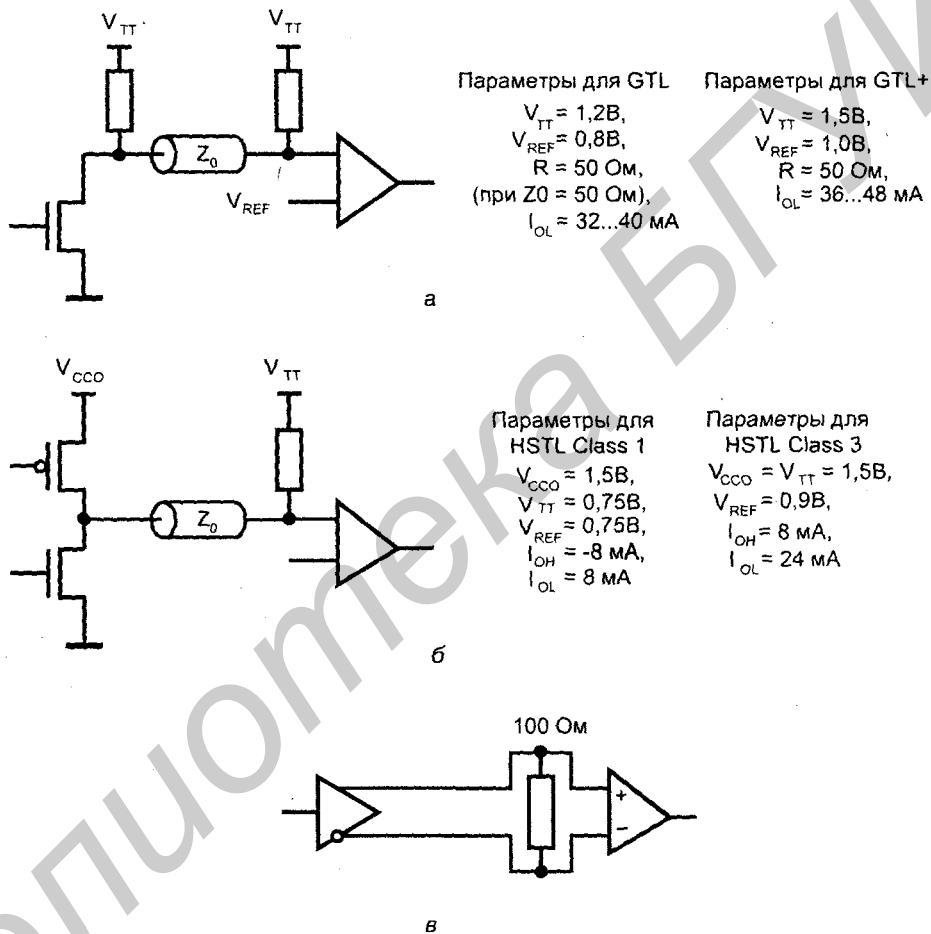 V_TT
V_TT
Z_0
V_REF
Параметры для GTL
V_TT = 1,2В,
V_REF = 0,8В,
R = 50 Ом,
(при Z0 = 50 Ом),
I_OL = 32...40 мА
Параметры для GTL+
V_TT = 1,5В,
V_REF = 1,0В,
R = 50 Ом,
I_OL = 36...48 мА
а
V_CCO
V_TT
Z_0
Параметры для
HSTL Class 1
V_CCO = 1,5В,
V_TT = 0,75В,
V_REF = 0,75В,
I_OH = -8 мА,
I_OL = 8 мА
Параметры для
HSTL Class 3
V_CCO = V_TT = 1,5В,
V_REF = 0,9В,
I_OH = 8 мА,
I_OL = 24 мА
б
100 Ом
+
−
в